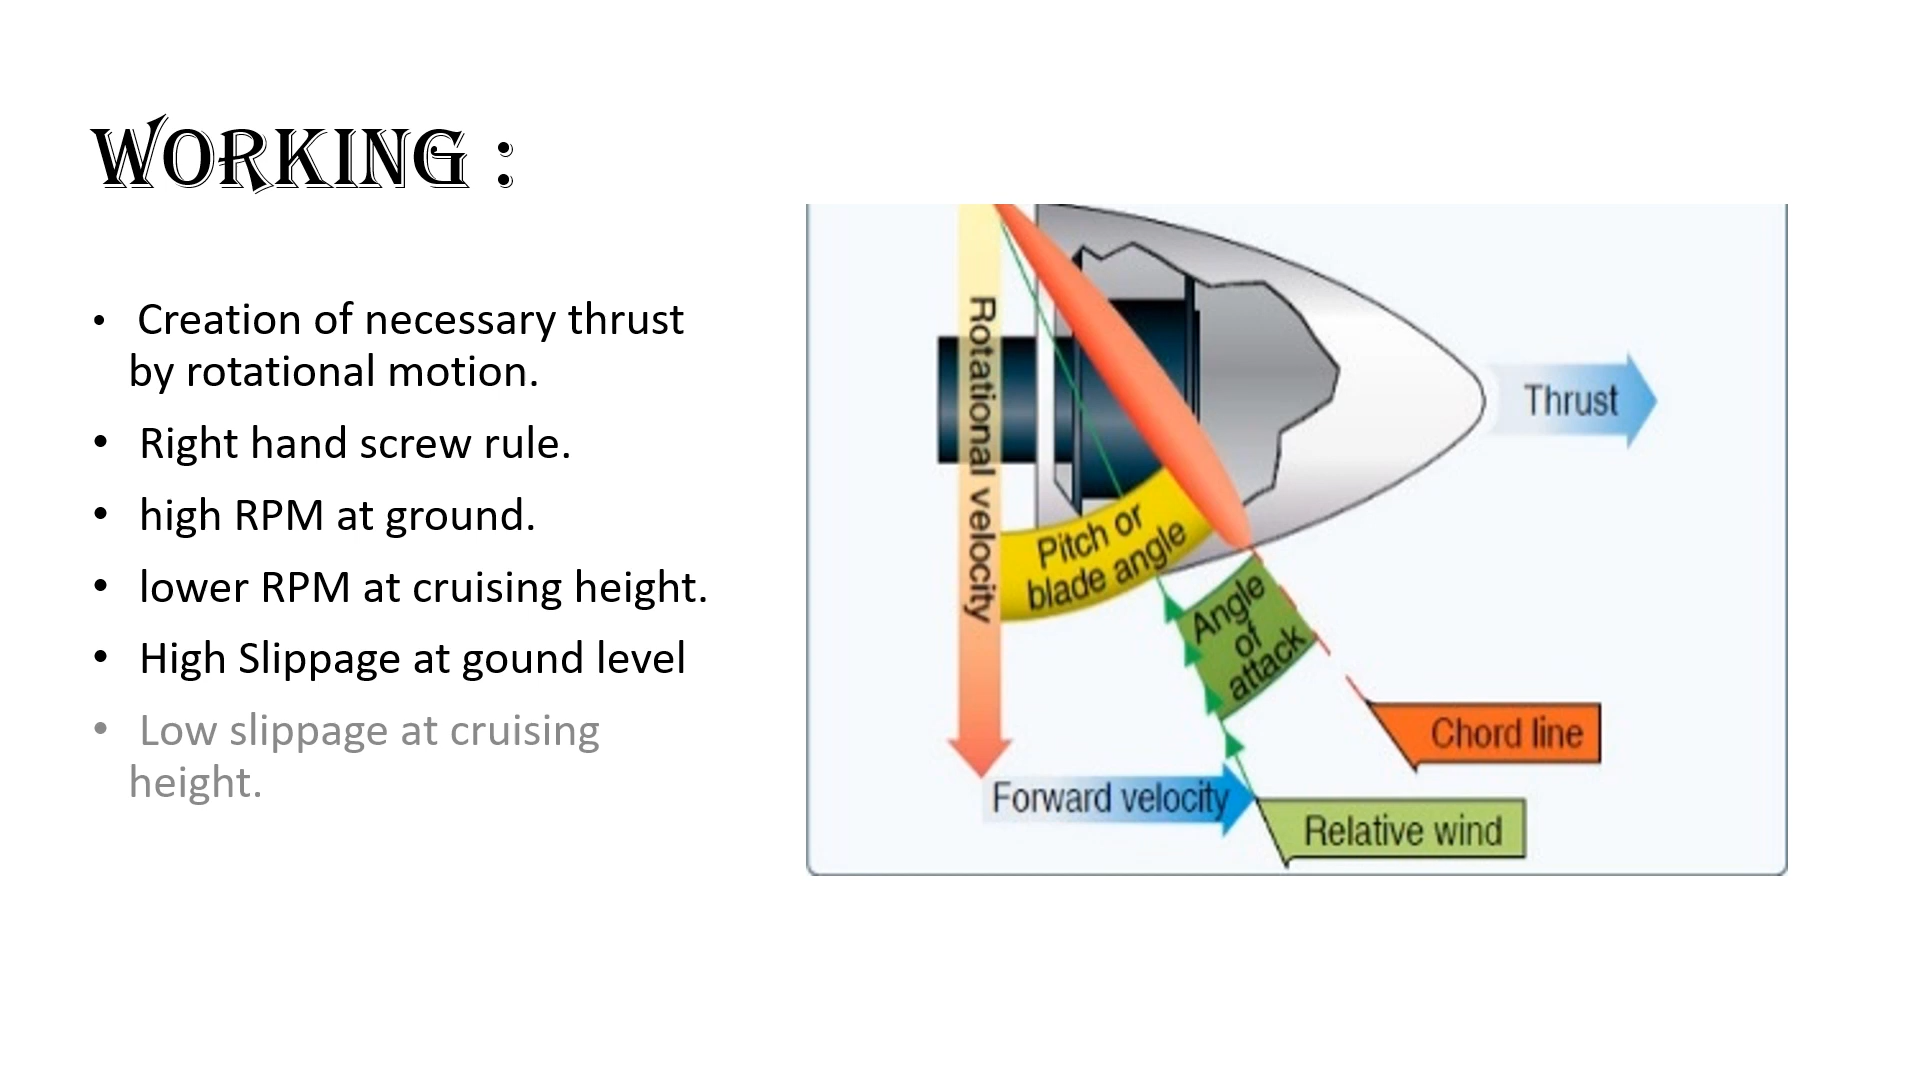 WORKING :
• Creation of necessary thrust
by rotational motion.
• Right hand screw rule.
• high RPM at ground.
• lower RPM at cruising height.
• High Slippage at gound level
• Low slippage at cruising
height.
Rotational velocity
Thrust
Pitch or
blade angle
Angle
of
attack
Chord line
Forward velocity
Relative wind